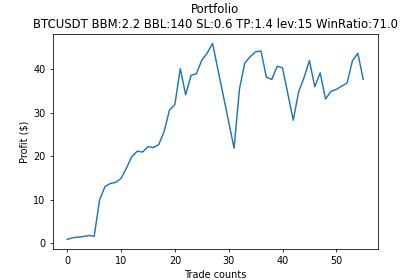 Portfolio
BTCUSDT BBM:2.2 BBL:140 SL:0.6 TP:1.4 lev:15 WinRatio:71.0
Profit ($)
40
30
20
10
0
0
10
20
30
40
50
Trade counts